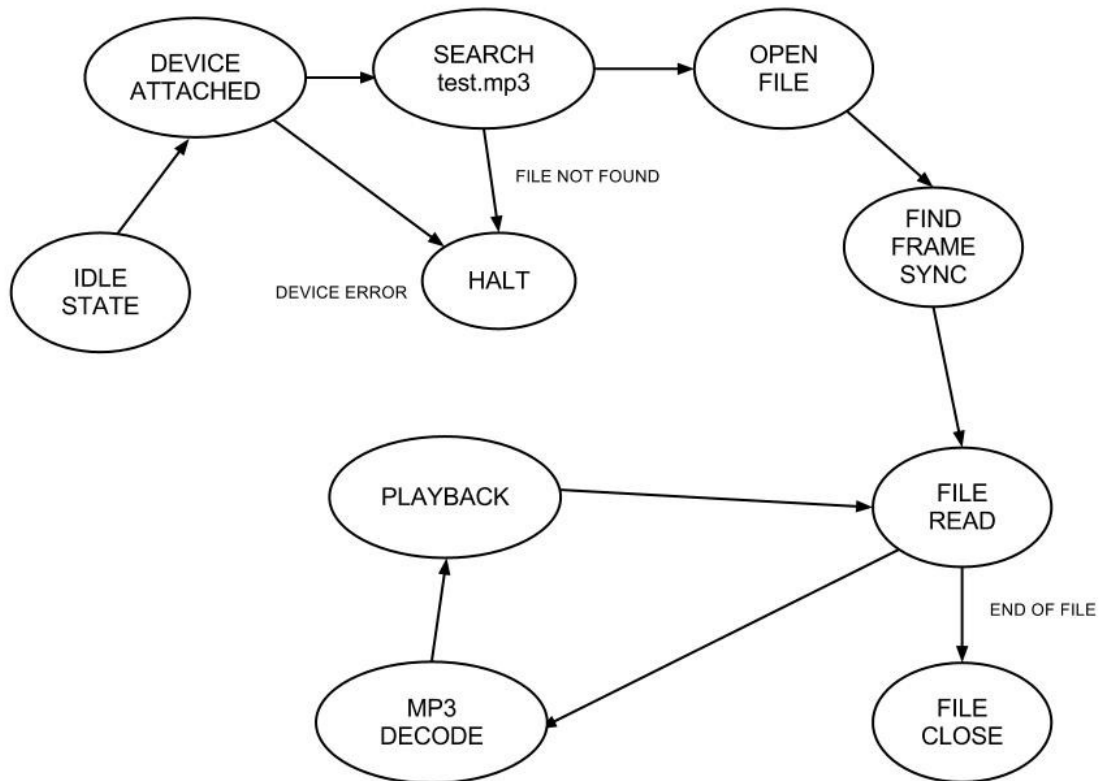 DEVICE
ATTACHED
SEARCH
test.mp3
OPEN
FILE
FILE NOT FOUND
FIND
FRAME
SYNC
IDLE
STATE
DEVICE ERROR
HALT
PLAYBACK
FILE
READ
END OF FILE
MP3
DECODE
FILE
CLOSE